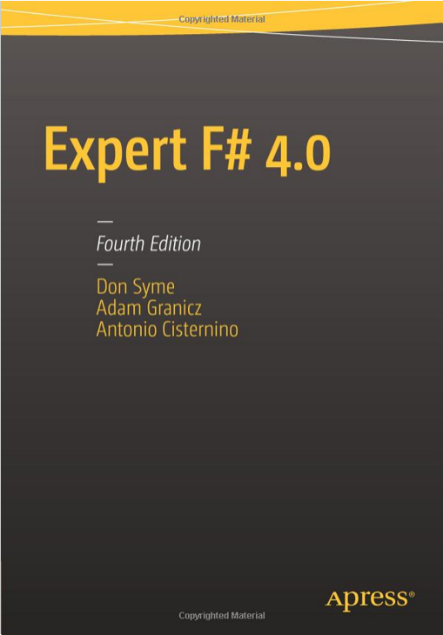 Copyrighted Material
Expert F# 4.0
Fourth Edition
Don Syme
Adam Granicz
Antonio Cisternino
Apress®
Copyrighted Material